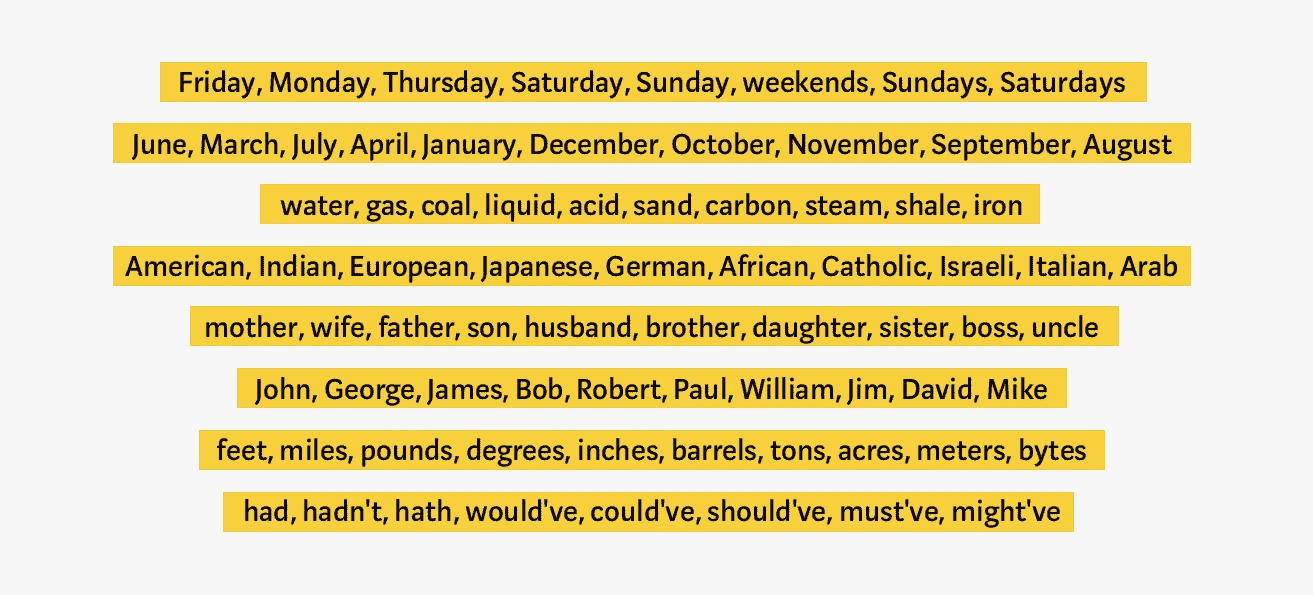 Friday, Monday, Thursday, Saturday, Sunday, weekends, Sundays, Saturdays
June, March, July, April, January, December, October, November, September, August
water, gas, coal, liquid, acid, sand, carbon, steam, shale, iron
American, Indian, European, Japanese, German, African, Catholic, Israeli, Italian, Arab
mother, wife, father, son, husband, brother, daughter, sister, boss, uncle
John, George, James, Bob, Robert, Paul, William, Jim, David, Mike
feet, miles, pounds, degrees, inches, barrels, tons, acres, meters, bytes
had, hadn't, hath, would've, could've, should've, must've, might've